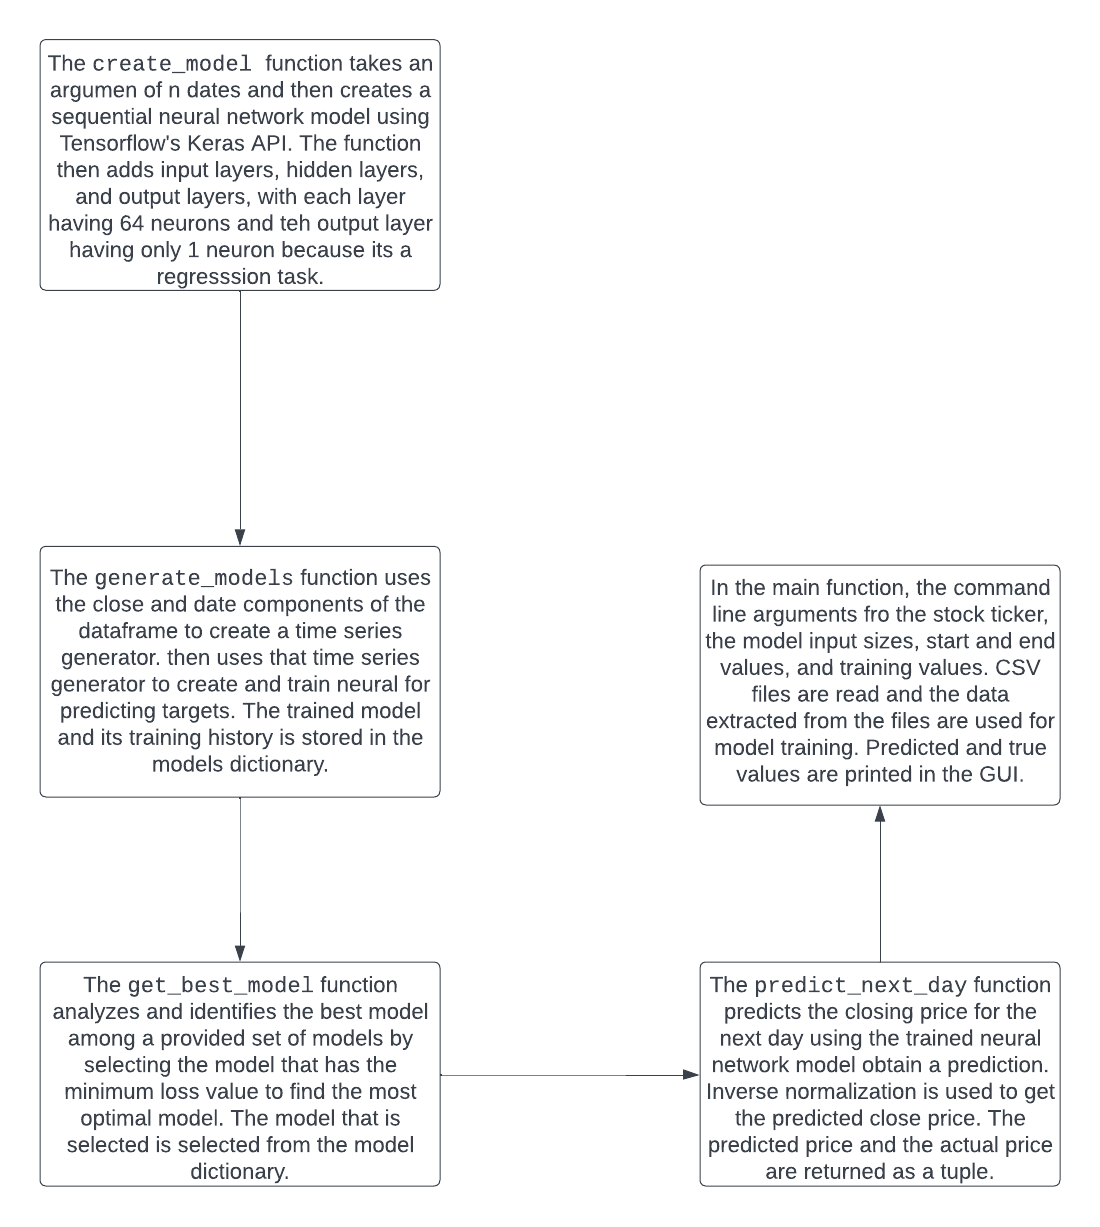 The create_model function takes an
argumen of n dates and then creates a
sequential neural network model using
Tensorflow's Keras API. The function
then adds input layers, hidden layers,
and output layers, with each layer
having 64 neurons and teh output layer
having only 1 neuron because its a
regresssion task.
The generate_models function uses
the close and date components of the
dataframe to create a time series
generator. then uses that time series
generator to create and train neural for
predicting targets. The trained model
and its training history is stored in the
models dictionary.
The get_best_model function
analyzes and identifies the best model
among a provided set of models by
selecting the model that has the
minimum loss value to find the most
optimal model. The model that is
selected is selected from the model
dictionary.
The predict_next_day function
predicts the closing price for the
next day using the trained neural
network model obtain a prediction.
Inverse normalization is used to get
the predicted close price. The
predicted price and the actual price
are returned as a tuple.
In the main function, the command
line arguments fro the stock ticker,
the model input sizes, start and end
values, and training values. CSV
files are read and the data
extracted from the files are used for
model training. Predicted and true
values are printed in the GUI.